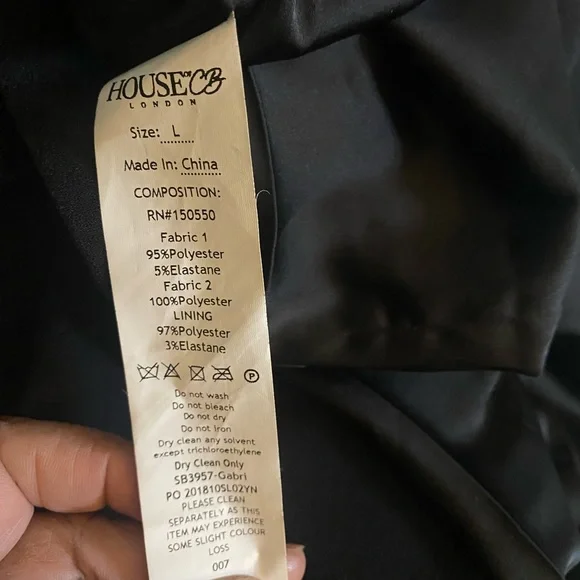 HOUSE OF CB
LONDON
Size: L
Made In: China
COMPOSITION:
RN#150550
Fabric 1
95%Polyester
5%Elastane
Fabric 2
100%Polyester
LINING
97%Polyester
3%Elastane
P
Do not wash
Do not bleach
Do not dry
Do not iron
Dry clean any solvent
except trichloroethylene
Dry Clean Only
SB3957-Gabri
PO 201810SL02YN
PLEASE CLEAN
SEPARATELY AS THIS
ITEM MAY EXPERIENCE
SOME SLIGHT COLOUR
LOSS
007